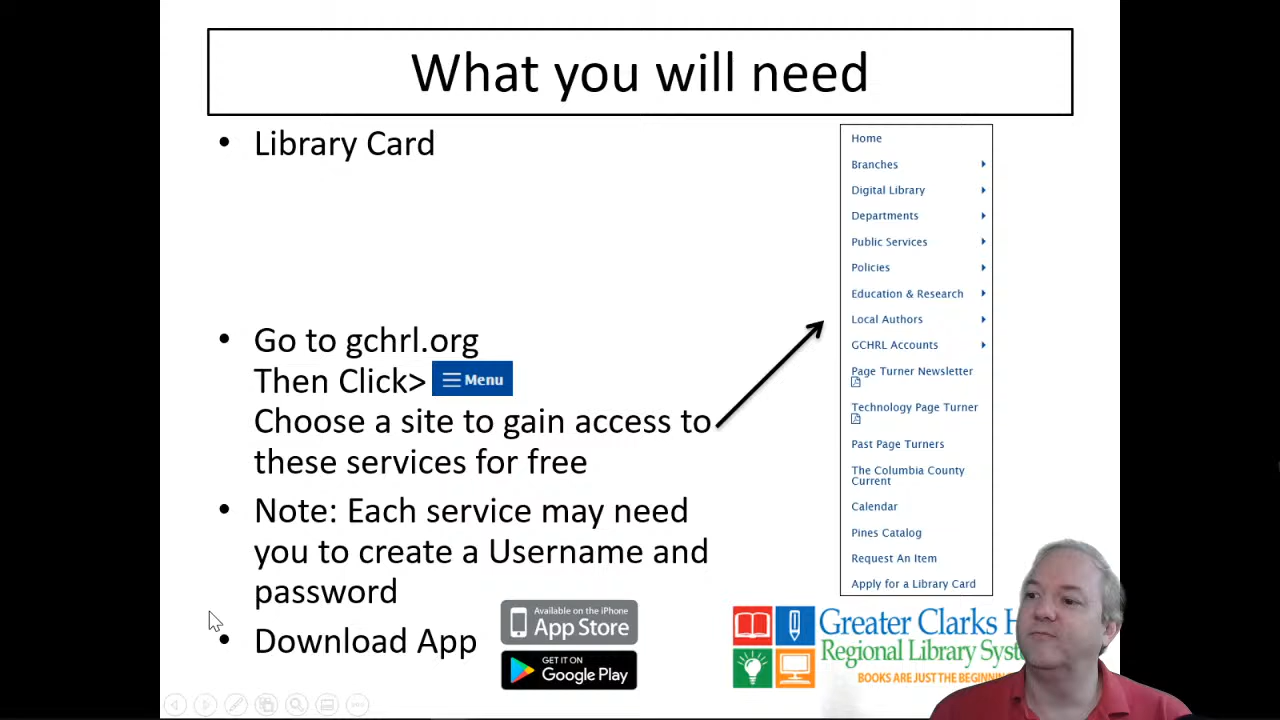 What you will need
• Library Card
• Go to gchrl.org
Then Click> Menu
Choose a site to gain access to
these services for free
• Note: Each service may need
you to create a Username and
password
• Download App
Available on the iPhone
App Store
GET IT ON
Google Play
Home
Branches
Digital Library
Departments
Public Services
Policies
Education & Research
Local Authors
GCHRL Accounts
Page Turner Newsletter
Technology Page Turner
Past Page Turners
The Columbia County
Current
Calendar
Pines Catalog
Request An Item
Apply for a Library Card
Greater Clarks H
Regional Library Syst
BOOKS ARE JUST THE BEGINNIN